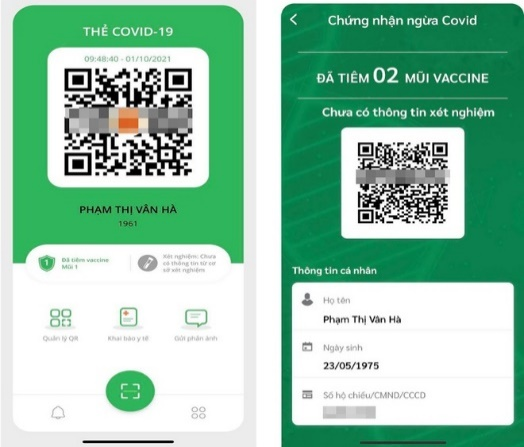 THẺ COVID-19
09:48:40 - 01/10/2021
PHẠM THỊ VÂN HÀ
1961
1
Đã tiêm vaccine
Mũi 1
Xét nghiệm: Chưa
có thông tin từ cơ
sở xét nghiệm
Quản lý QR
Khai báo y tế
Gửi phản ánh
Chứng nhận ngừa Covid
ĐÃ TIÊM 02 MŨI VACCINE
Chưa có thông tin xét nghiệm
Thông tin cá nhân
Họ tên
Phạm Thị Vân Hà
Ngày sinh
23/05/1975
Số hộ chiếu/CMND/CCCD